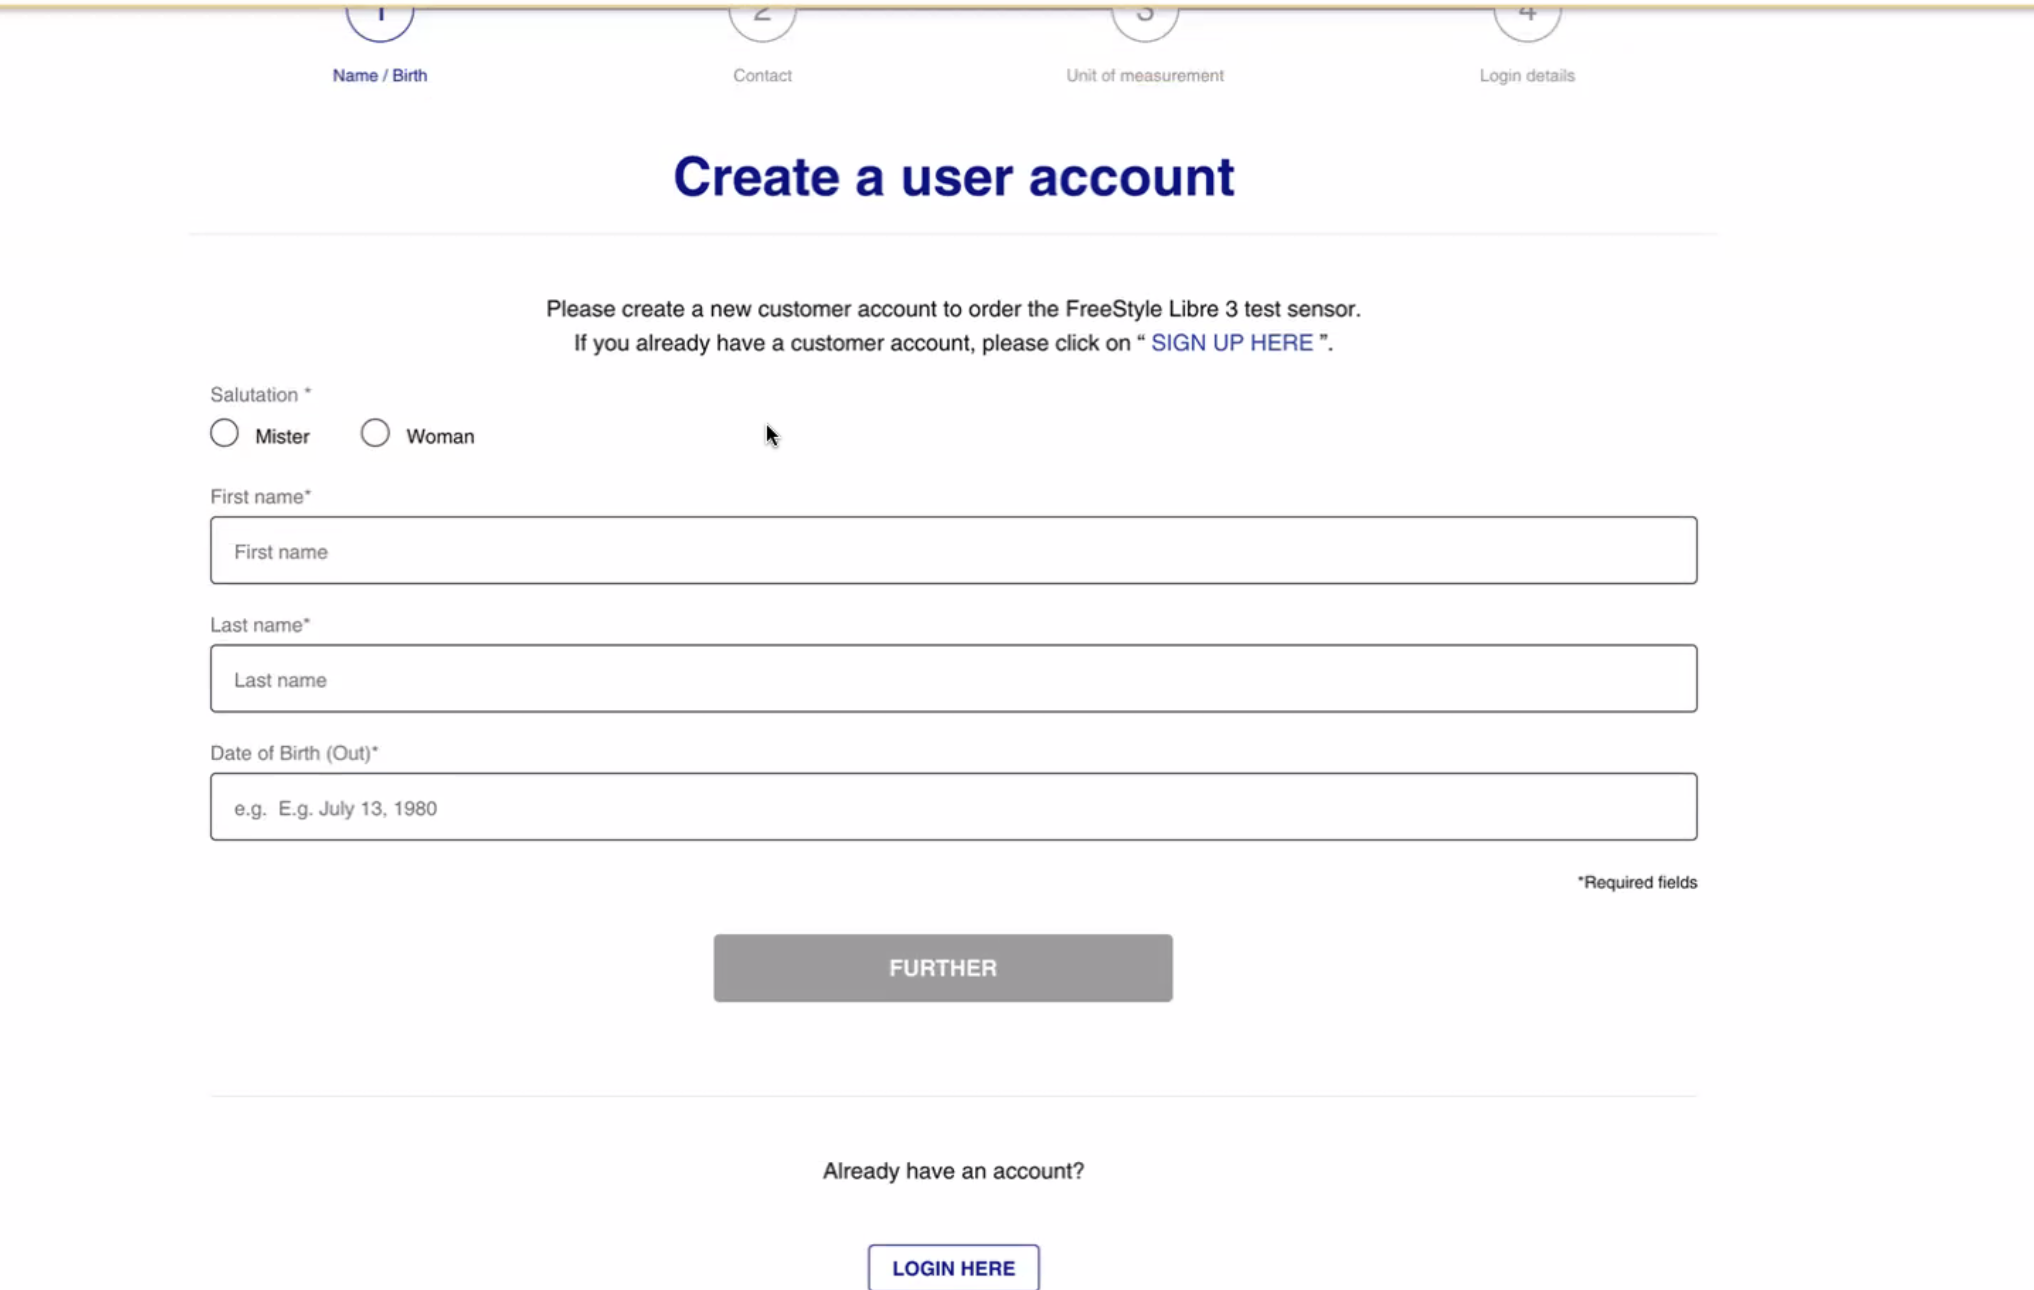 1 2 3 4
Name / Birth Contact Unit of measurement Login details
Create a user account
Please create a new customer account to order the FreeStyle Libre 3 test sensor.
If you already have a customer account, please click on “ SIGN UP HERE ”.
Salutation *
Mister Woman
First name*
First name
Last name*
Last name
Date of Birth (Out)*
e.g. E.g. July 13, 1980
*Required fields
FURTHER
Already have an account?
LOGIN HERE